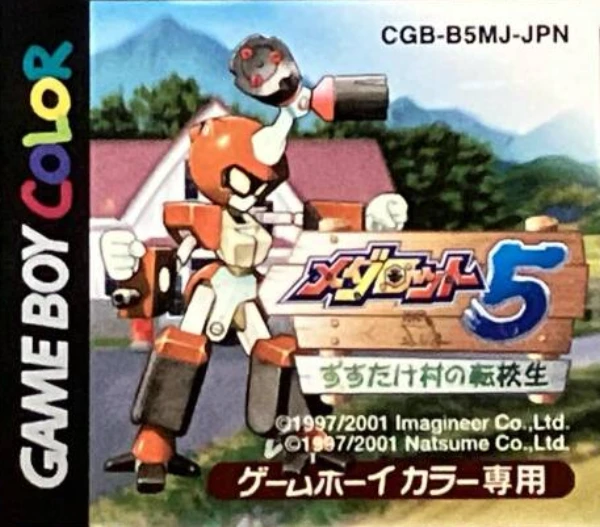 GAME BOY COLOR
CGB-B5MJ-JPN
メダロット5
すすたけ村の転校生
©1997/2001 Imagineer Co.,Ltd.
©1997/2001 Natsume Co.,Ltd.
ゲームボーイカラー専用